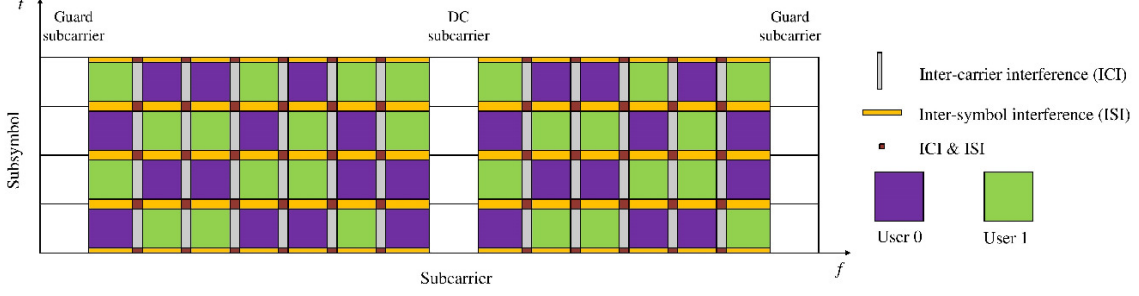 t
Guard
subcarrier
DC
subcarrier
Guard
subcarrier
Subsymbol
Subcarrier
f
Inter-carrier interference (ICI)
Inter-symbol interference (ISI)
ICI & ISI
User 0
User 1